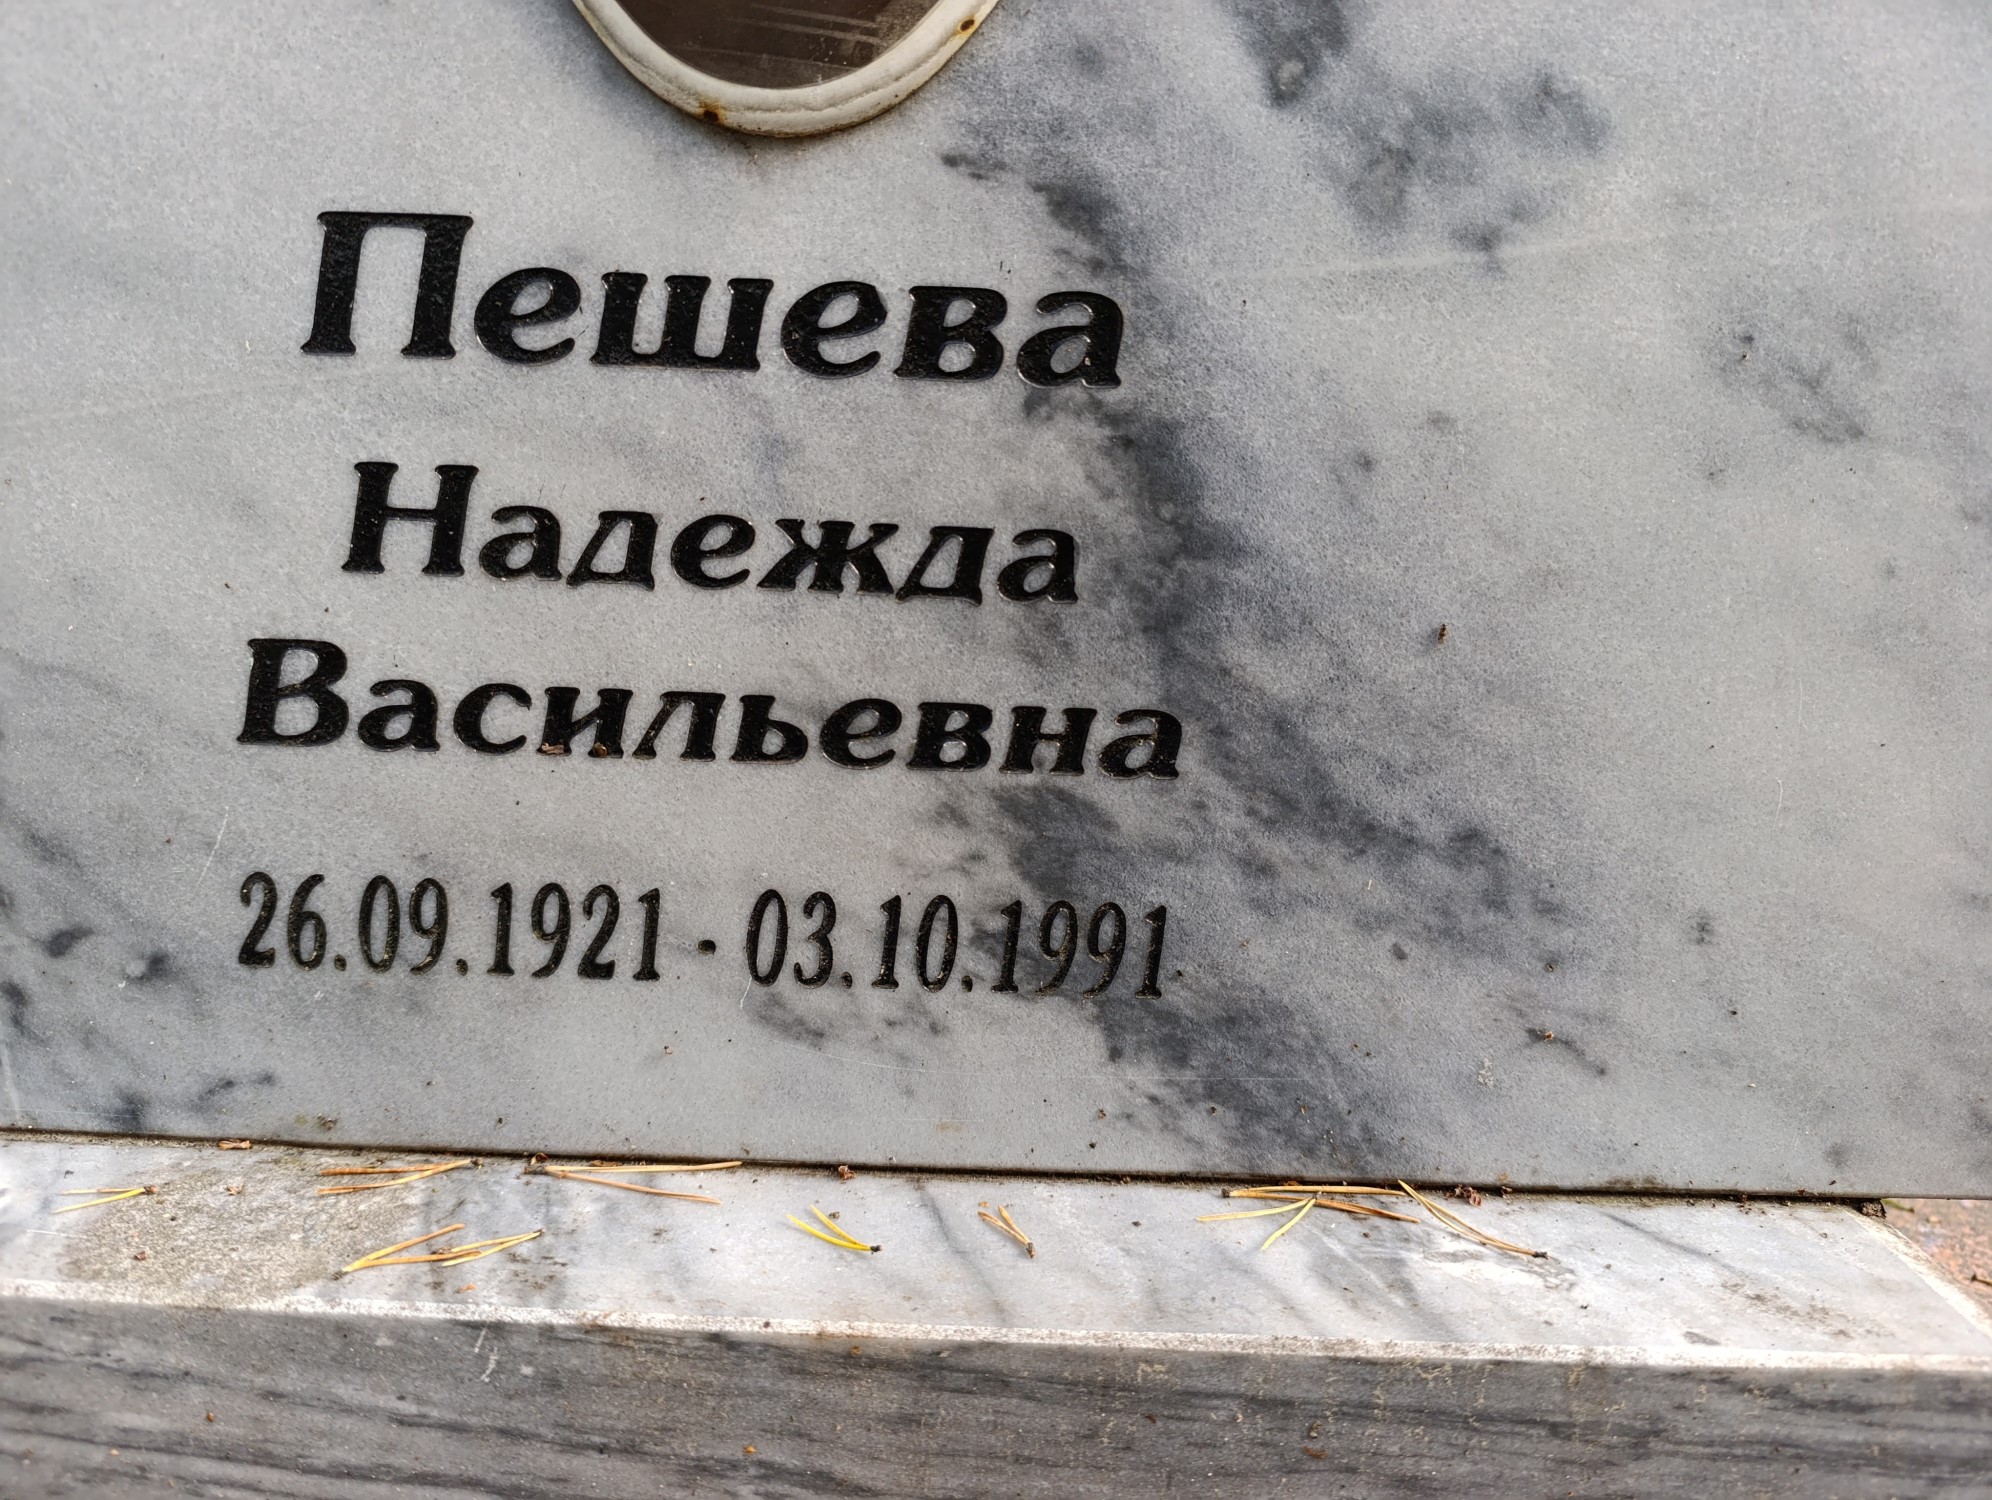 Пешева
Надежда
Васильевна
26.09.1921 · 03.10.1991